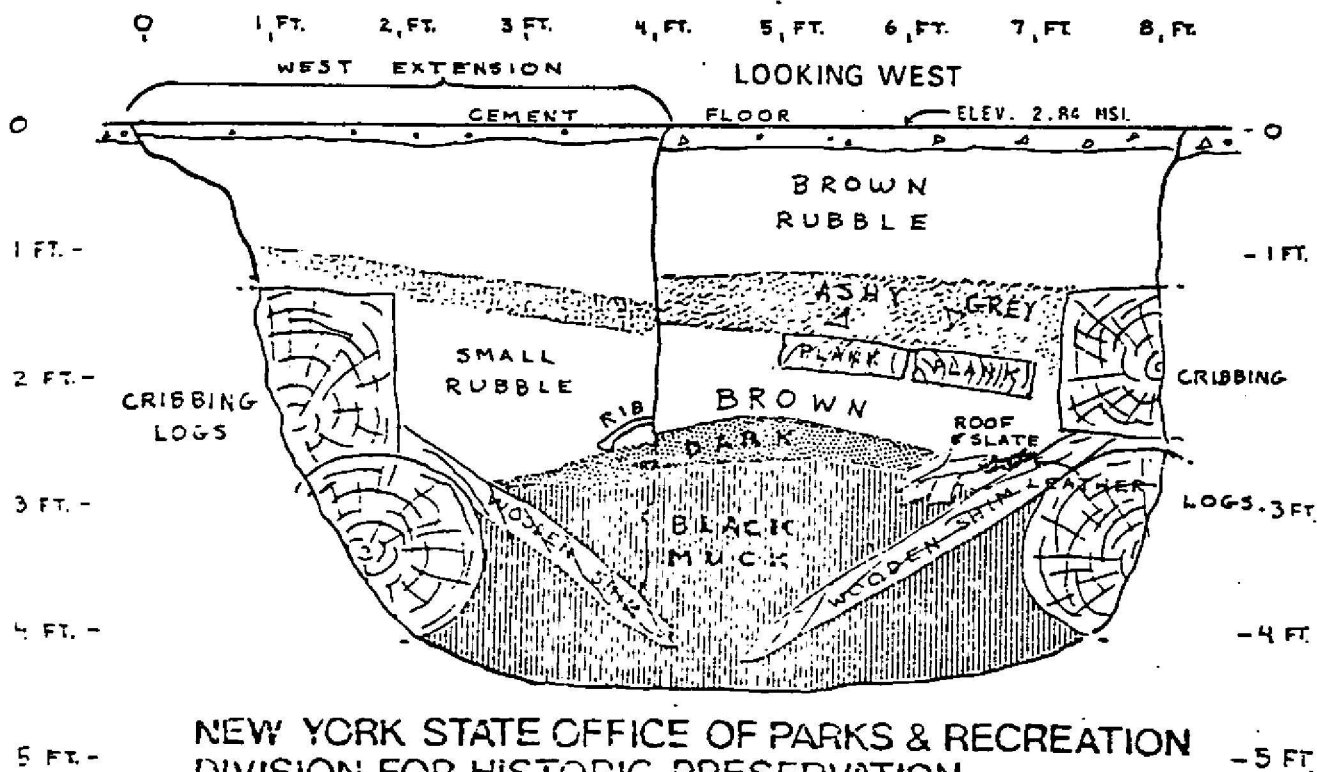 0 1 FT. 2 FT. 3 FT. 4 FT. 5 FT. 6 FT. 7 FT 8 FT.
WEST EXTENSION LOOKING WEST
0 CEMENT FLOOR ELEV. 2.84 MSL - 0
BROWN
RUBBLE
1 FT. - - 1 FT.
ASHY GREY
SMALL
RUBBLE
PLANK PLANK
2 FT. -
CRIBBING
LOGS
CRIBBING
BROWN
RIB
DARK
ROOF
SLATE
LEATHER
3 FT. - LOGS. - 3 FT.
WOODEN SHIM
BLACK
MUCK
WOODEN SHIM
4 FT. - - 4 FT.
NEW YORK STATE OFFICE OF PARKS & RECREATION
5 FT. - - 5 FT.
DIVISION FOR HISTORIC PRESERVATION